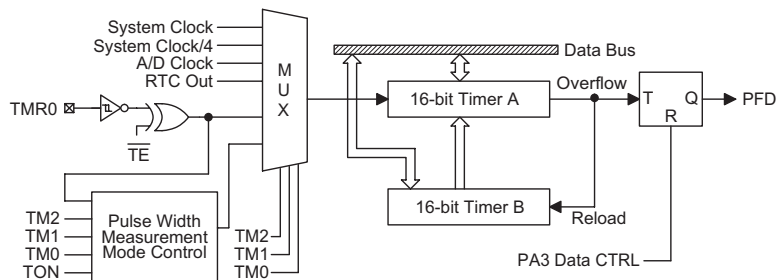 System Clock
System Clock/4
A/D Clock
RTC Out
TMR0
TE
M
U
X
Data Bus
16-bit Timer A
Overflow
T
Q
R
PFD
16-bit Timer B
Reload
TM2
TM1
TM0
TON
Pulse Width
Measurement
Mode Control
TM2
TM1
TM0
PA3 Data CTRL